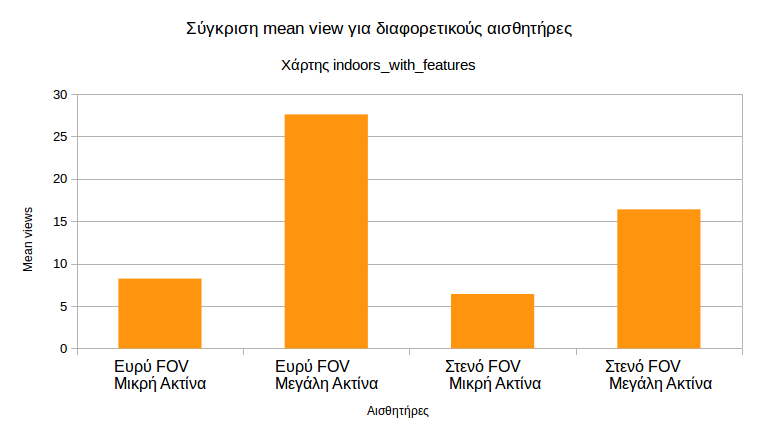 Σύγκριση mean view για διαφορετικούς αισθητήρες
Χάρτης indoors_with_features
30
25
20
15
10
5
0
Mean views
Ευρύ FOV
Μικρή Ακτίνα
Ευρύ FOV
Μεγάλη Ακτίνα
Στενό FOV
Μικρή Ακτίνα
Στενό FOV
Μεγάλη Ακτίνα
Αισθητήρες